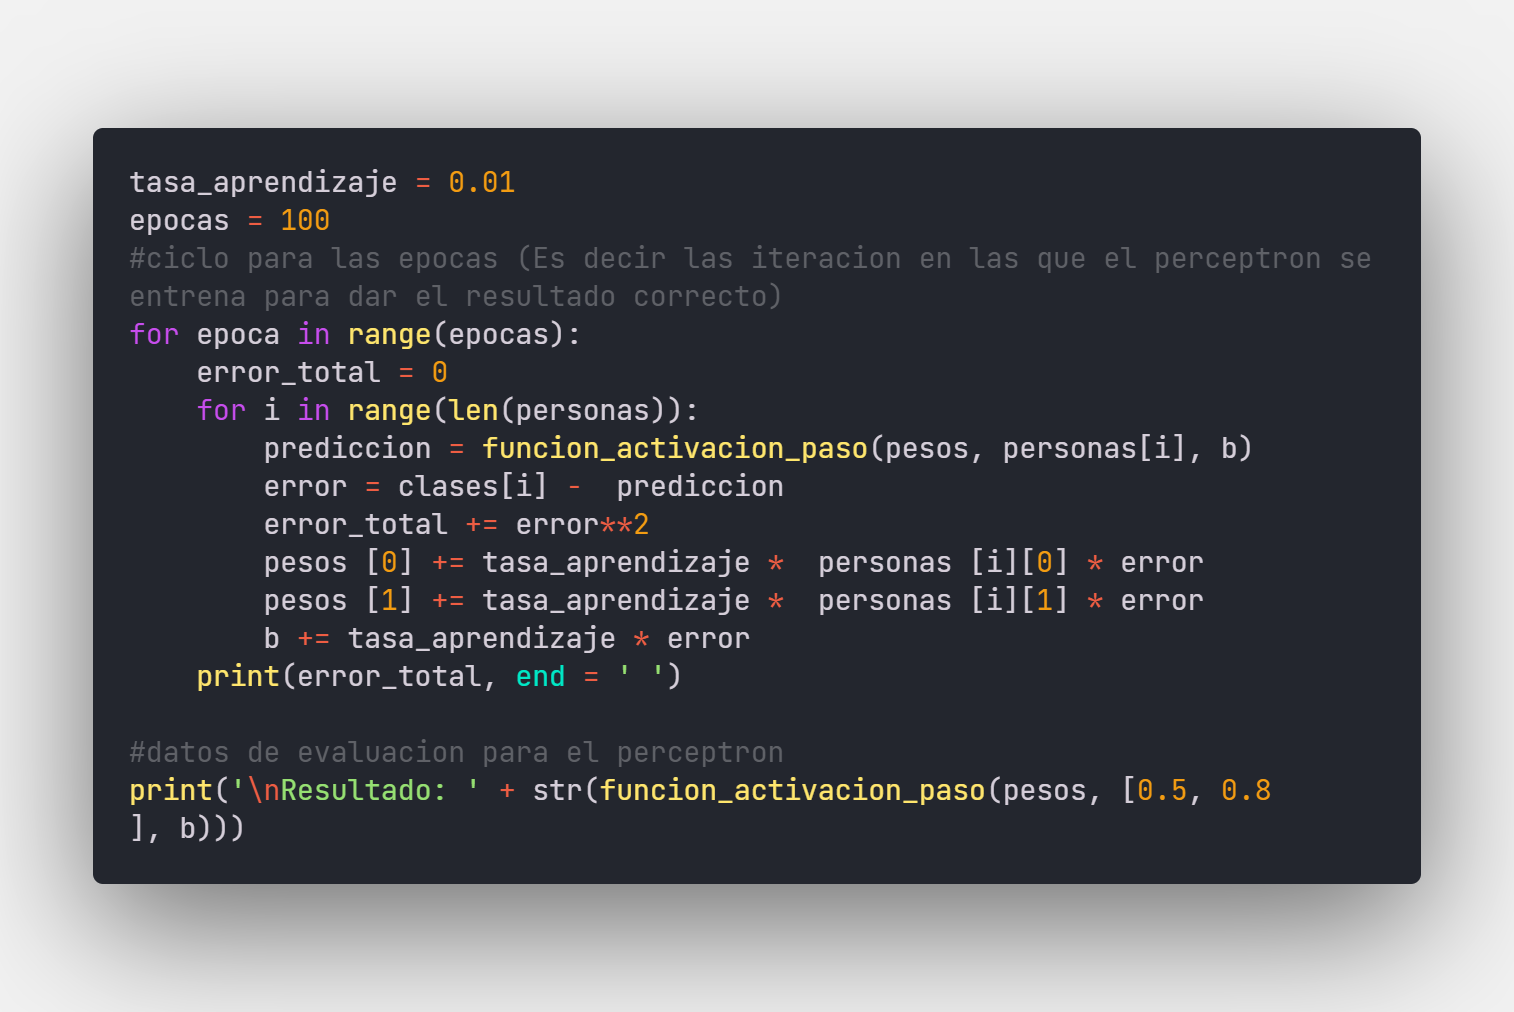 tasa_aprendizaje = 0.01
epocas = 100
#ciclo para las epocas (Es decir las iteracion en las que el perceptron se
entrena para dar el resultado correcto)
for epoca in range(epocas):
    error_total = 0
    for i in range(len(personas)):
        prediccion = funcion_activacion_paso(pesos, personas[i], b)
        error = clases[i] -  prediccion
        error_total += error**2
        pesos [0] += tasa_aprendizaje *  personas [i][0] * error
        pesos [1] += tasa_aprendizaje *  personas [i][1] * error
        b += tasa_aprendizaje * error
    print(error_total, end = ' ')

#datos de evaluacion para el perceptron
print('\nResultado: ' + str(funcion_activacion_paso(pesos, [0.5, 0.8
], b)))